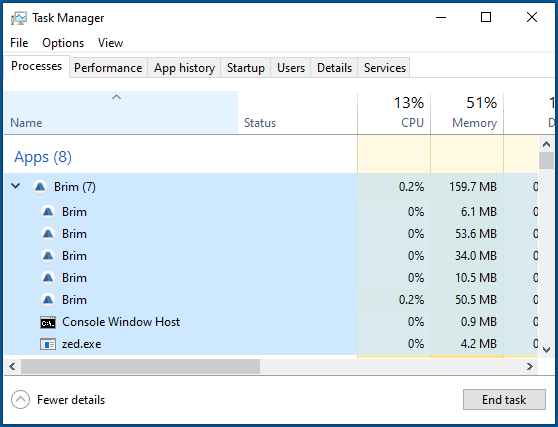 Task Manager
File Options View
Processes Performance App history Startup Users Details Services
13% 51% 1
Name Status CPU Memory D
Apps (8)
Brim (7) 0.2% 159.7 MB 0
Brim 0% 6.1 MB 0
Brim 0% 53.6 MB 0
Brim 0% 34.0 MB 0
Brim 0% 10.5 MB 0
Brim 0.2% 50.5 MB 0
Console Window Host 0% 0.9 MB 0
zed.exe 0% 4.2 MB 0
Fewer details End task